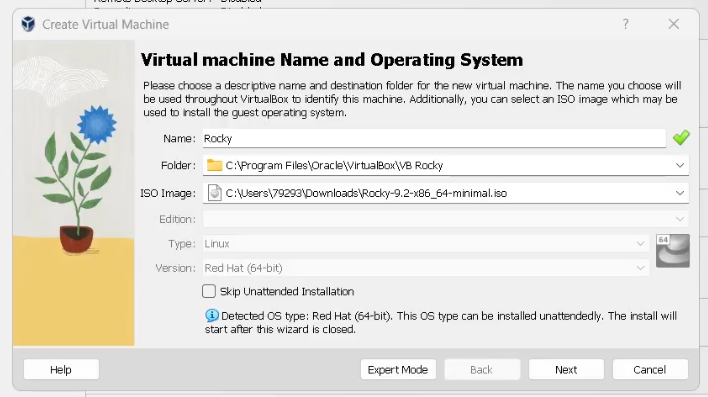 Create Virtual Machine
Virtual machine Name and Operating System
Please choose a descriptive name and destination folder for the new virtual machine. The name you choose will
be used throughout VirtualBox to identify this machine. Additionally, you can select an ISO image which may be
used to install the guest operating system.
Name: Rocky
Folder: C:\Program Files\Oracle\VirtualBox\VB Rocky
ISO Image: C:\Users\79293\Downloads\Rocky-9.2-x86_64-minimal.iso
Edition:
Type: Linux
64
Version: Red Hat (64-bit)
Skip Unattended Installation
Detected OS type: Red Hat (64-bit). This OS type can be installed unattendedly. The install will
start after this wizard is closed.
Help Expert Mode Back Next Cancel